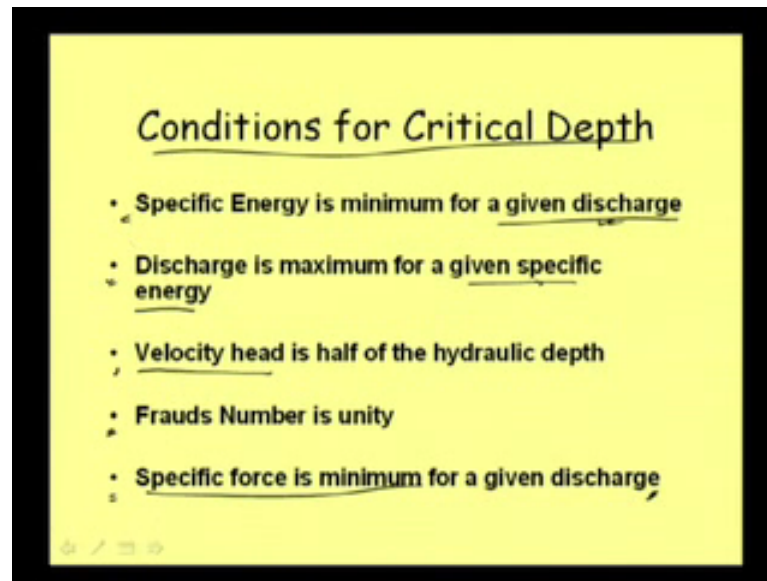 Conditions for Critical Depth
• Specific Energy is minimum for a given discharge
• Discharge is maximum for a given specific
energy
• Velocity head is half of the hydraulic depth
• Frauds Number is unity
• Specific force is minimum for a given discharge